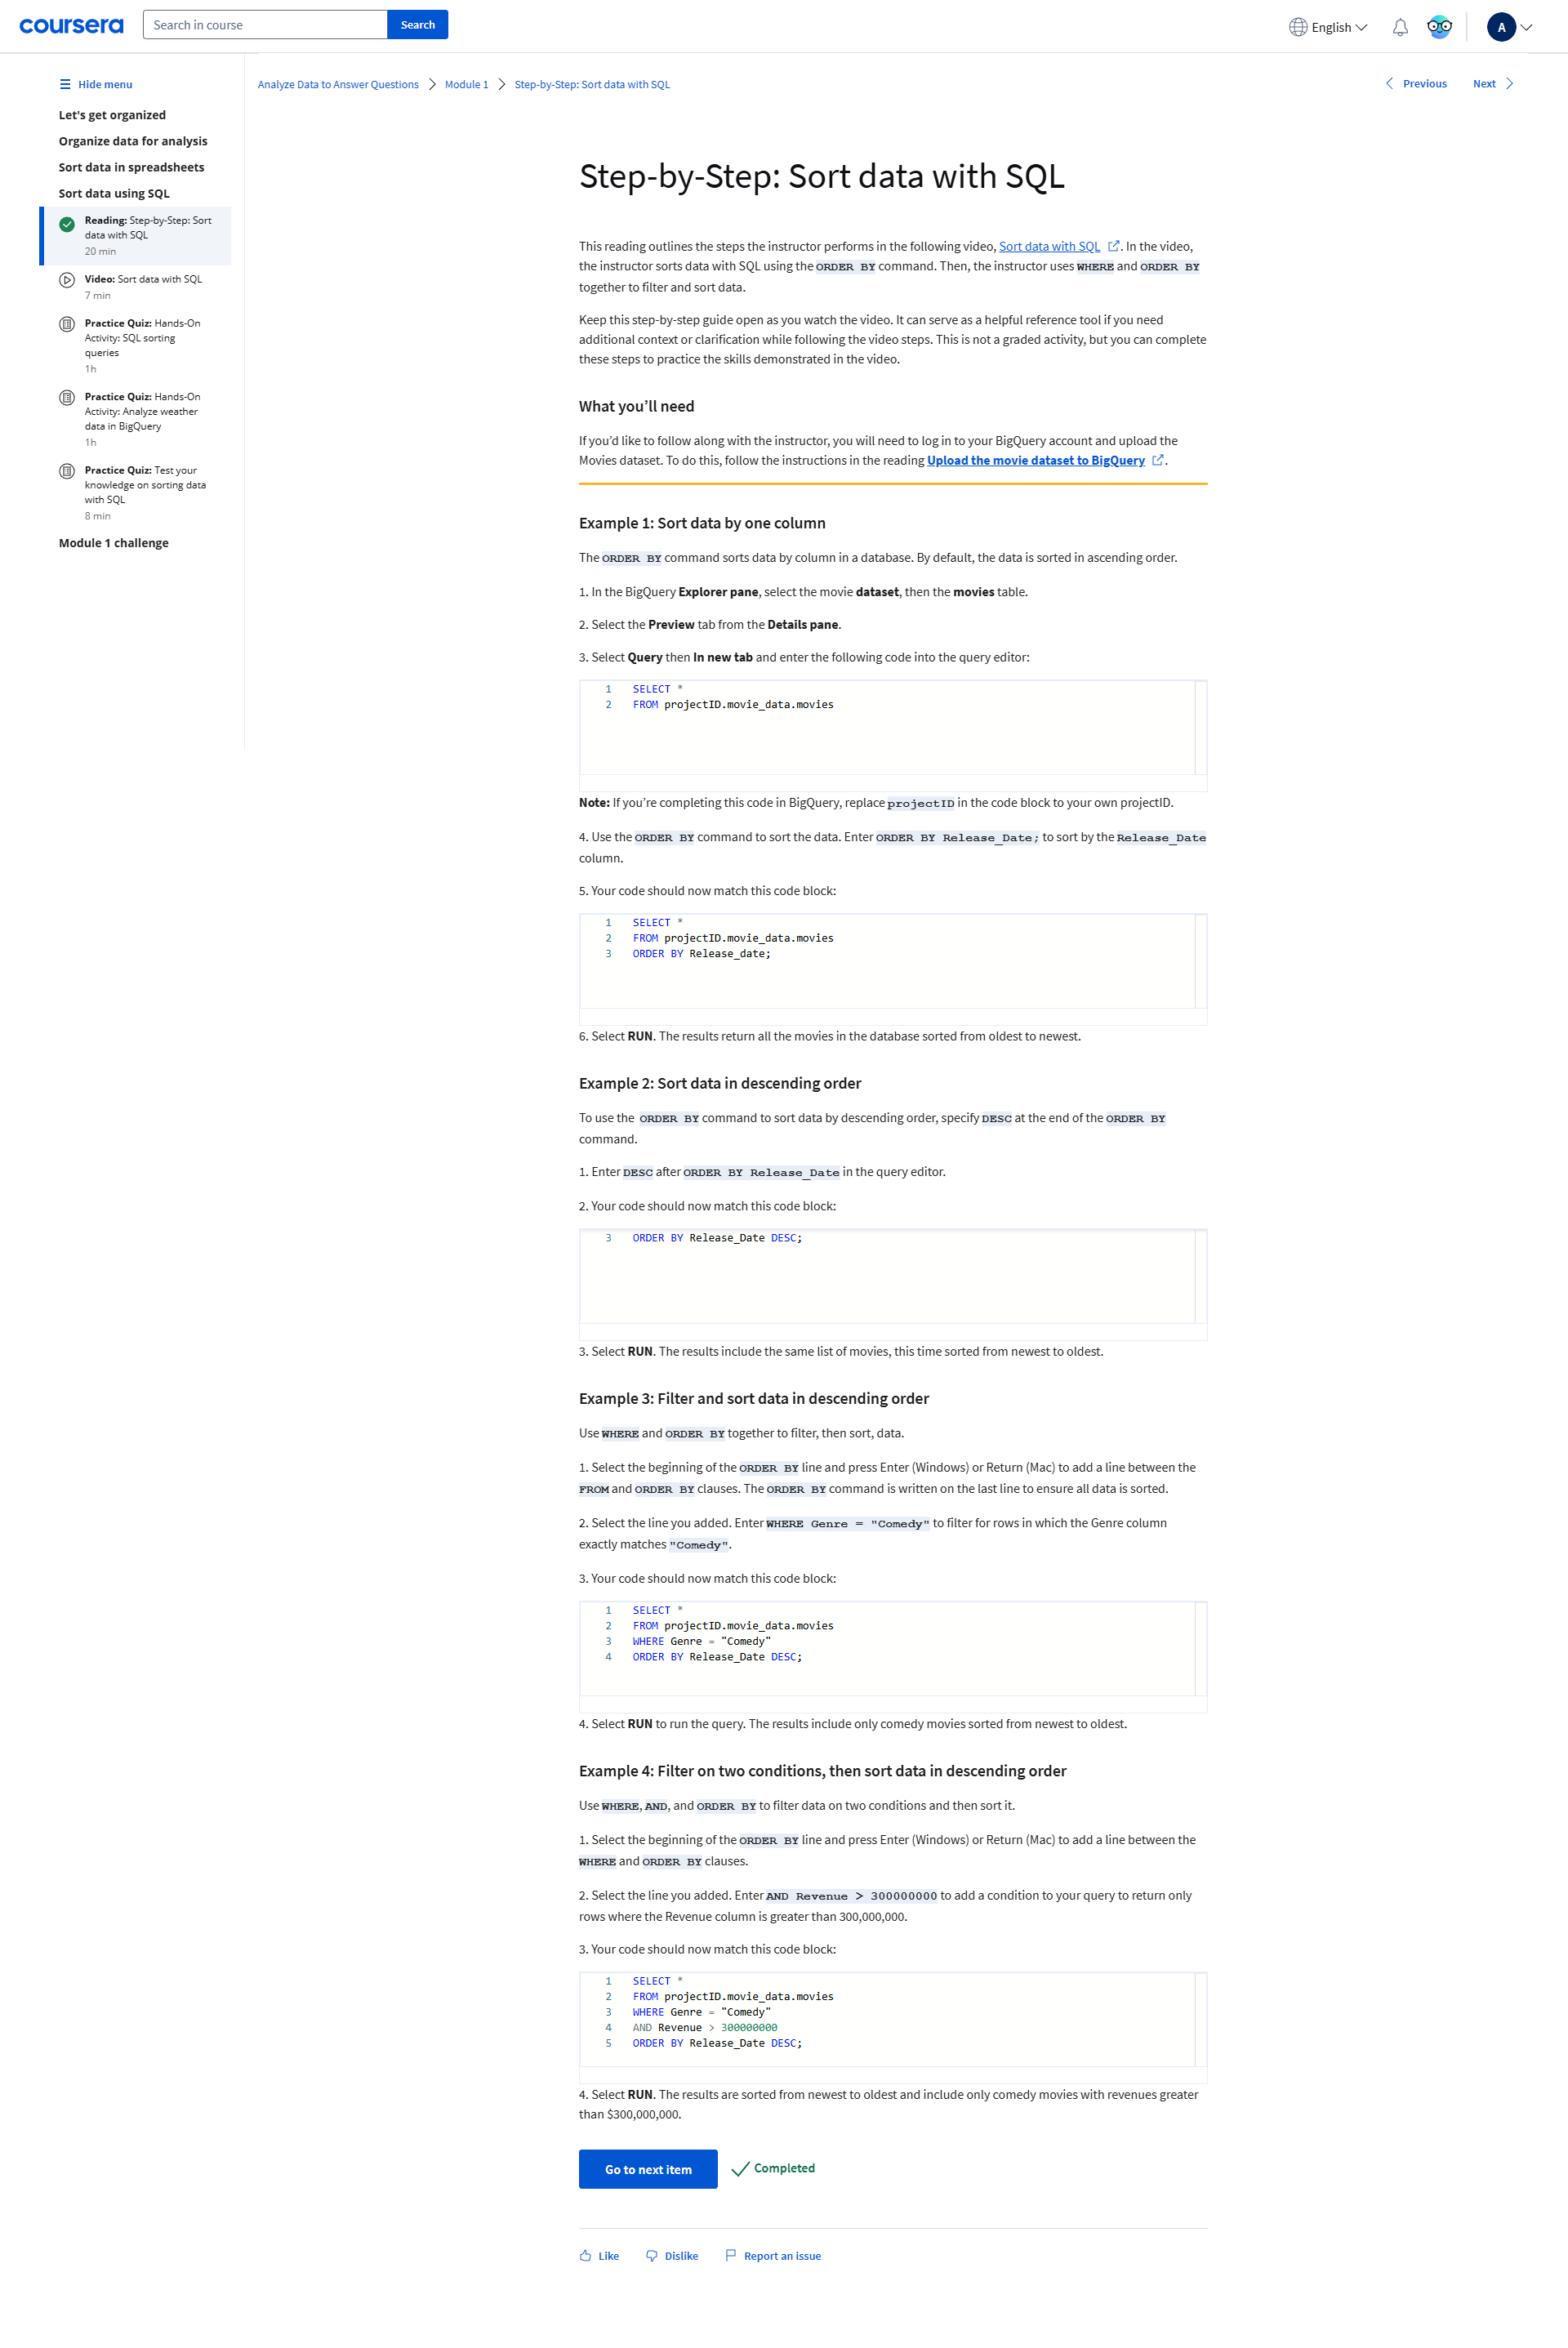 coursera
Search in course
Search
English
A
Hide menu
Let's get organized
Organize data for analysis
Sort data in spreadsheets
Sort data using SQL
Reading: Step-by-Step: Sort
data with SQL
20 min
Video: Sort data with SQL
7 min
Practice Quiz: Hands-On
Activity: SQL sorting
queries
1h
Practice Quiz: Hands-On
Activity: Analyze weather
data in BigQuery
1h
Practice Quiz: Test your
knowledge on sorting data
with SQL
8 min
Module 1 challenge
Analyze Data to Answer Questions > Module 1 > Step-by-Step: Sort data with SQL
Previous
Next
Step-by-Step: Sort data with SQL
This reading outlines the steps the instructor performs in the following video, Sort data with SQL. In the video,
the instructor sorts data with SQL using the ORDER BY command. Then, the instructor uses WHERE and ORDER BY
together to filter and sort data.
Keep this step-by-step guide open as you watch the video. It can serve as a helpful reference tool if you need
additional context or clarification while following the video steps. This is not a graded activity, but you can complete
these steps to practice the skills demonstrated in the video.
What you’ll need
If you’d like to follow along with the instructor, you will need to log in to your BigQuery account and upload the
Movies dataset. To do this, follow the instructions in the reading Upload the movie dataset to BigQuery.
Example 1: Sort data by one column
The ORDER BY command sorts data by column in a database. By default, the data is sorted in ascending order.
1. In the BigQuery Explorer pane, select the movie dataset, then the movies table.
2. Select the Preview tab from the Details pane.
3. Select Query then In new tab and enter the following code into the query editor:
1 SELECT *
2 FROM projectID.movie_data.movies
Note: If you’re completing this code in BigQuery, replace projectID in the code block to your own projectID.
4. Use the ORDER BY command to sort the data. Enter ORDER BY Release_Date; to sort by the Release_Date
column.
5. Your code should now match this code block:
1 SELECT *
2 FROM projectID.movie_data.movies
3 ORDER BY Release_date;
6. Select RUN. The results return all the movies in the database sorted from oldest to newest.
Example 2: Sort data in descending order
To use the ORDER BY command to sort data by descending order, specify DESC at the end of the ORDER BY
command.
1. Enter DESC after ORDER BY Release_Date in the query editor.
2. Your code should now match this code block:
3 ORDER BY Release_Date DESC;
3. Select RUN. The results include the same list of movies, this time sorted from newest to oldest.
Example 3: Filter and sort data in descending order
Use WHERE and ORDER BY together to filter, then sort, data.
1. Select the beginning of the ORDER BY line and press Enter (Windows) or Return (Mac) to add a line between the
FROM and ORDER BY clauses. The ORDER BY command is written on the last line to ensure all data is sorted.
2. Select the line you added. Enter WHERE Genre = "Comedy" to filter for rows in which the Genre column
exactly matches "Comedy".
3. Your code should now match this code block:
1 SELECT *
2 FROM projectID.movie_data.movies
3 WHERE Genre = "Comedy"
4 ORDER BY Release_Date DESC;
4. Select RUN to run the query. The results include only comedy movies sorted from newest to oldest.
Example 4: Filter on two conditions, then sort data in descending order
Use WHERE, AND, and ORDER BY to filter data on two conditions and then sort it.
1. Select the beginning of the ORDER BY line and press Enter (Windows) or Return (Mac) to add a line between the
WHERE and ORDER BY clauses.
2. Select the line you added. Enter AND Revenue > 300000000 to add a condition to your query to return only
rows where the Revenue column is greater than 300,000,000.
3. Your code should now match this code block:
1 SELECT *
2 FROM projectID.movie_data.movies
3 WHERE Genre = "Comedy"
4 AND Revenue > 300000000
5 ORDER BY Release_Date DESC;
4. Select RUN. The results are sorted from newest to oldest and include only comedy movies with revenues greater
than $300,000,000.
Go to next item
Completed
Like
Dislike
Report an issue